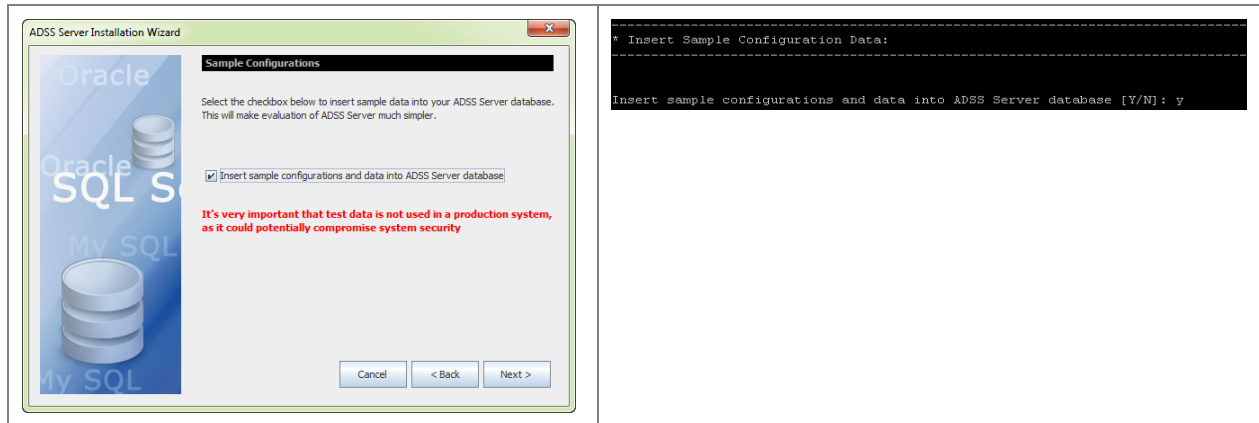 ADSS Server Installation Wizard
Oracle
Sample Configurations
Select the checkbox below to insert sample data into your ADSS Server database.
This will make evaluation of ADSS Server much simpler.
Oracle
SQL S
Insert sample configurations and data into ADSS Server database
It's very important that test data is not used in a production system,
as it could potentially compromise system security
My SQL
Cancel
< Back
Next >
My SQL
* Insert Sample Configuration Data:
Insert sample configurations and data into ADSS Server database [Y/N]: y